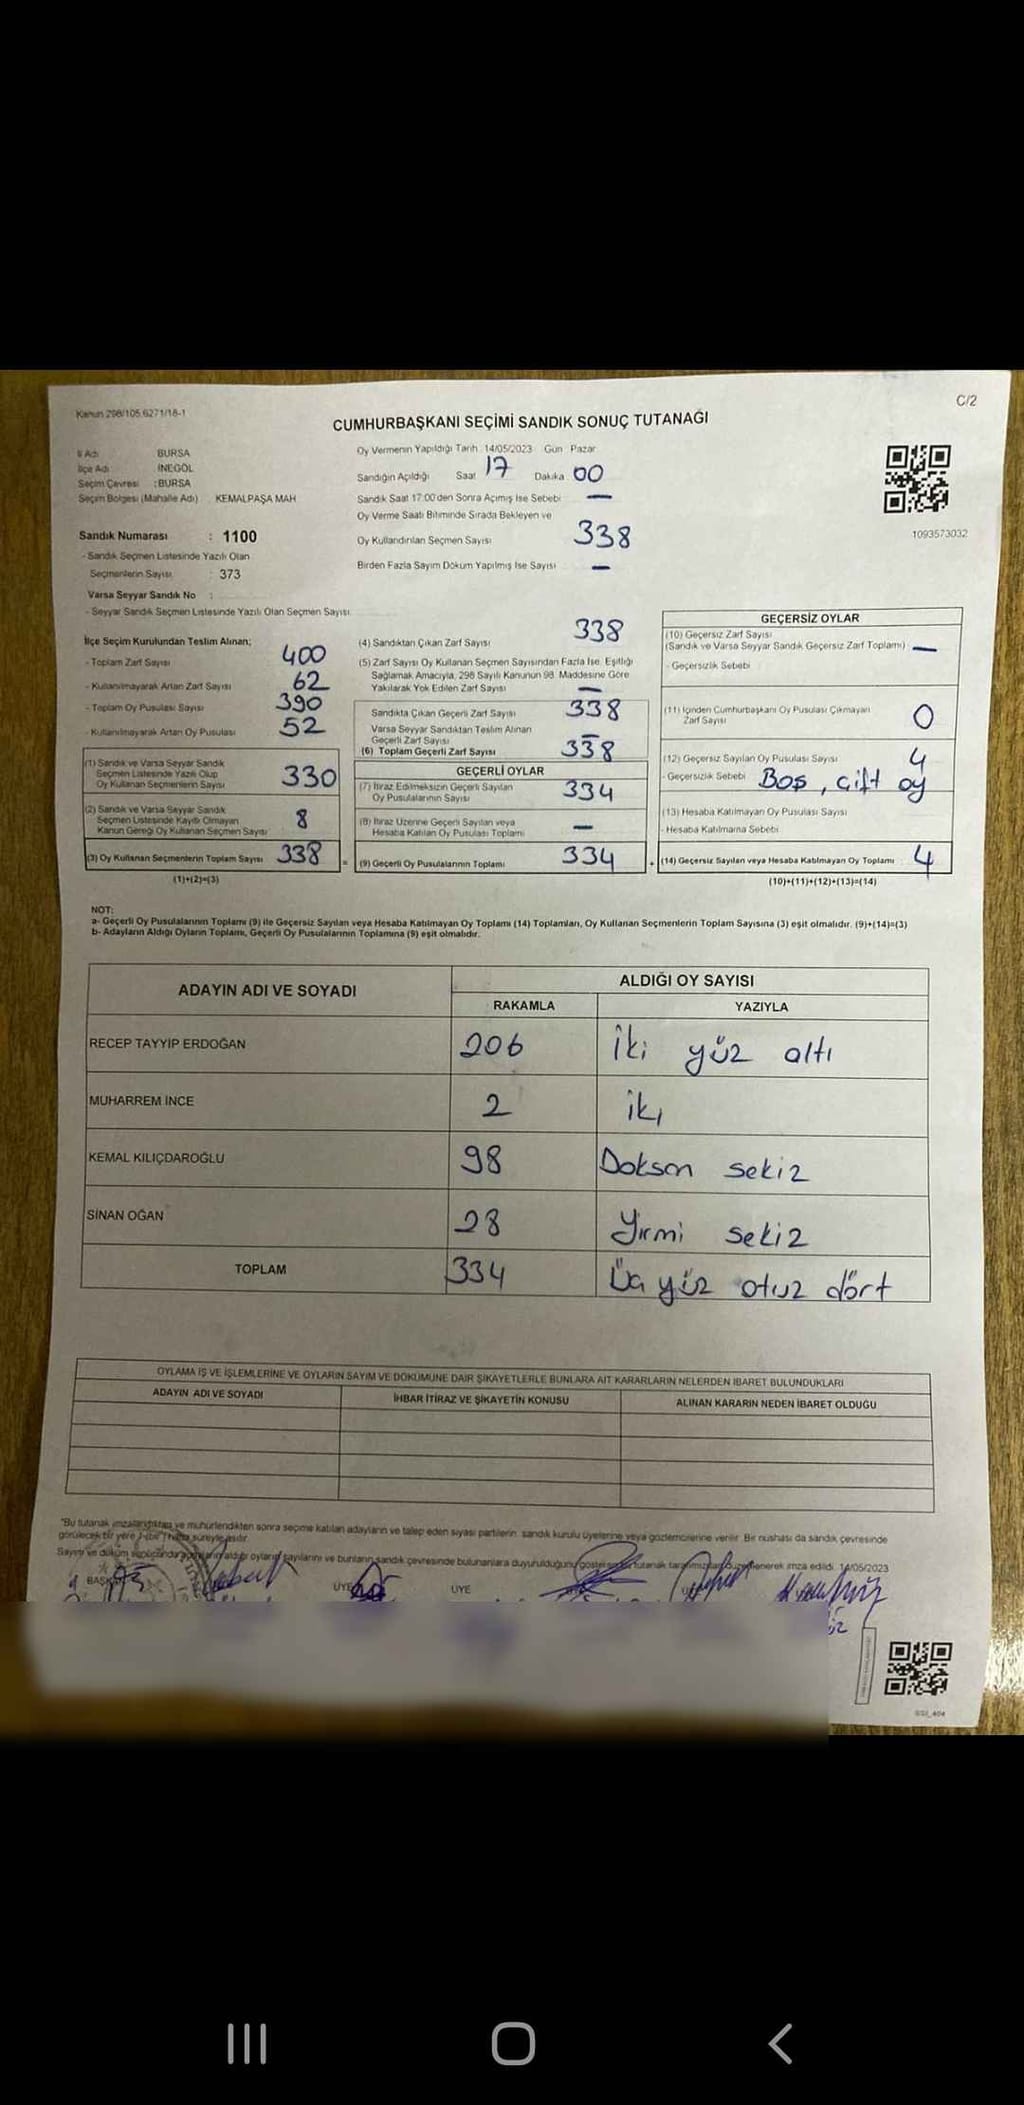 Kanun 298/105,6271/18-1
C/2
CUMHURBAŞKANI SEÇİMİ SANDIK SONUÇ TUTANAĞI
İl Adı BURSA
İlçe Adı İNEGÖL
Seçim Çevresi :BURSA
Seçim Bölgesi (Mahalle Adı) KEMALPAŞA MAH
Oy Vermenin Yapıldığı Tarih 14/05/2023 Gün Pazar
Sandığın Açıldığı Saat 17 Dakika 00
Sandık Saat 17:00'den Sonra Açılmış İse Sebebi —
Oy Verme Saati Bitiminde Sırada Bekleyen ve
Oy Kullandırılan Seçmen Sayısı 338
Birden Fazla Sayım Döküm Yapılmış İse Sayısı —
1093573032
Sandık Numarası : 1100
- Sandık Seçmen Listesinde Yazılı Olan
Seçmenlerin Sayısı : 373
Varsa Seyyar Sandık No :
- Seyyar Sandık Seçmen Listesinde Yazılı Olan Seçmen Sayısı
İlçe Seçim Kurulundan Teslim Alınan;
- Toplam Zarf Sayısı 400
- Kullanılmayarak Artan Zarf Sayısı 62
- Toplam Oy Pusulası Sayısı 390
- Kullanılmayarak Artan Oy Pusulası 52
(1) Sandık ve Varsa Seyyar Sandık
Seçmen Listesinde Yazılı Olup
Oy Kullanan Seçmenlerin Sayısı 330
(2) Sandık ve Varsa Seyyar Sandık
Seçmen Listesinde Kayıtlı Olmayan
Kanun Gereği Oy Kullanan Seçmen Sayısı 8
(3) Oy Kullanan Seçmenlerin Toplam Sayısı 338 =
(1)+(2)=(3)
(4) Sandıktan Çıkan Zarf Sayısı 338
(5) Zarf Sayısı Oy Kullanan Seçmen Sayısından Fazla İse, Eşitliği
Sağlamak Amacıyla, 298 Sayılı Kanunun 98. Maddesine Göre
Yakılarak Yok Edilen Zarf Sayısı —
Sandıkta Çıkan Geçerli Zarf Sayısı 338
Varsa Seyyar Sandıktan Teslim Alınan
Geçerli Zarf Sayısı —
(6) Toplam Geçerli Zarf Sayısı 338
GEÇERLİ OYLAR
(7) İtiraz Edilmeksizin Geçerli Sayılan
Oy Pusulalarının Sayısı 334
(8) İtiraz Üzerine Geçerli Sayılan veya
Hesaba Katılan Oy Pusulası Toplamı —
(9) Geçerli Oy Pusulalarının Toplamı 334 +
GEÇERSİZ OYLAR
(10) Geçersiz Zarf Sayısı
(Sandık ve Varsa Seyyar Sandık Geçersiz Zarf Toplamı) —
- Geçersizlik Sebebi
(11) İçinden Cumhurbaşkanı Oy Pusulası Çıkmayan
Zarf Sayısı 0
(12) Geçersiz Sayılan Oy Pusulası Sayısı 4
- Geçersizlik Sebebi Boş, çift oy
(13) Hesaba Katılmayan Oy Pusulası Sayısı
- Hesaba Katılmama Sebebi
(14) Geçersiz Sayılan veya Hesaba Katılmayan Oy Toplamı 4
(10)+(11)+(12)+(13)=(14)
NOT:
a- Geçerli Oy Pusulalarının Toplamı (9) ile Geçersiz Sayılan veya Hesaba Katılmayan Oy Toplamı (14) Toplamları, Oy Kullanan Seçmenlerin Toplam Sayısına (3) eşit olmalıdır. (9)+(14)=(3)
b- Adayların Aldığı Oyların Toplamı, Geçerli Oy Pusulalarının Toplamına (9) eşit olmalıdır.
ADAYIN ADI VE SOYADI
ALDIĞI OY SAYISI
RAKAMLA YAZIYLA
RECEP TAYYİP ERDOĞAN 206 İki yüz altı
MUHARREM İNCE 2 iki
KEMAL KILIÇDAROĞLU 98 Doksan sekiz
SİNAN OĞAN 28 Yirmi sekiz
TOPLAM 334 Üç yüz otuz dört
OYLAMA İŞ VE İŞLEMLERİNE VE OYLARIN SAYIM VE DÖKÜMÜNE DAİR ŞİKAYETLERLE BUNLARA AİT KARARLARIN NELERDEN İBARET BULUNDUKLARI
ADAYIN ADI VE SOYADI İHBAR İTİRAZ VE ŞİKAYETİN KONUSU ALINAN KARARIN NEDEN İBARET OLDUĞU
"Bu tutanak imzalandıktan ve mühürlendikten sonra seçime katılan adayların ve talep eden siyasi partilerin sandık kurulu üyelerine veya gözlemcilerine verilir. Bir nüshası da sandık çevresinde
görülecek bir yere süreyle asılır.
Sayım ve döküm aldığı oyların sayılarını ve bunların sandık çevresinde bulunanlara duyurulduğunu tutanak imza edildi. 14/05/2023
ÜYE
ÜYE